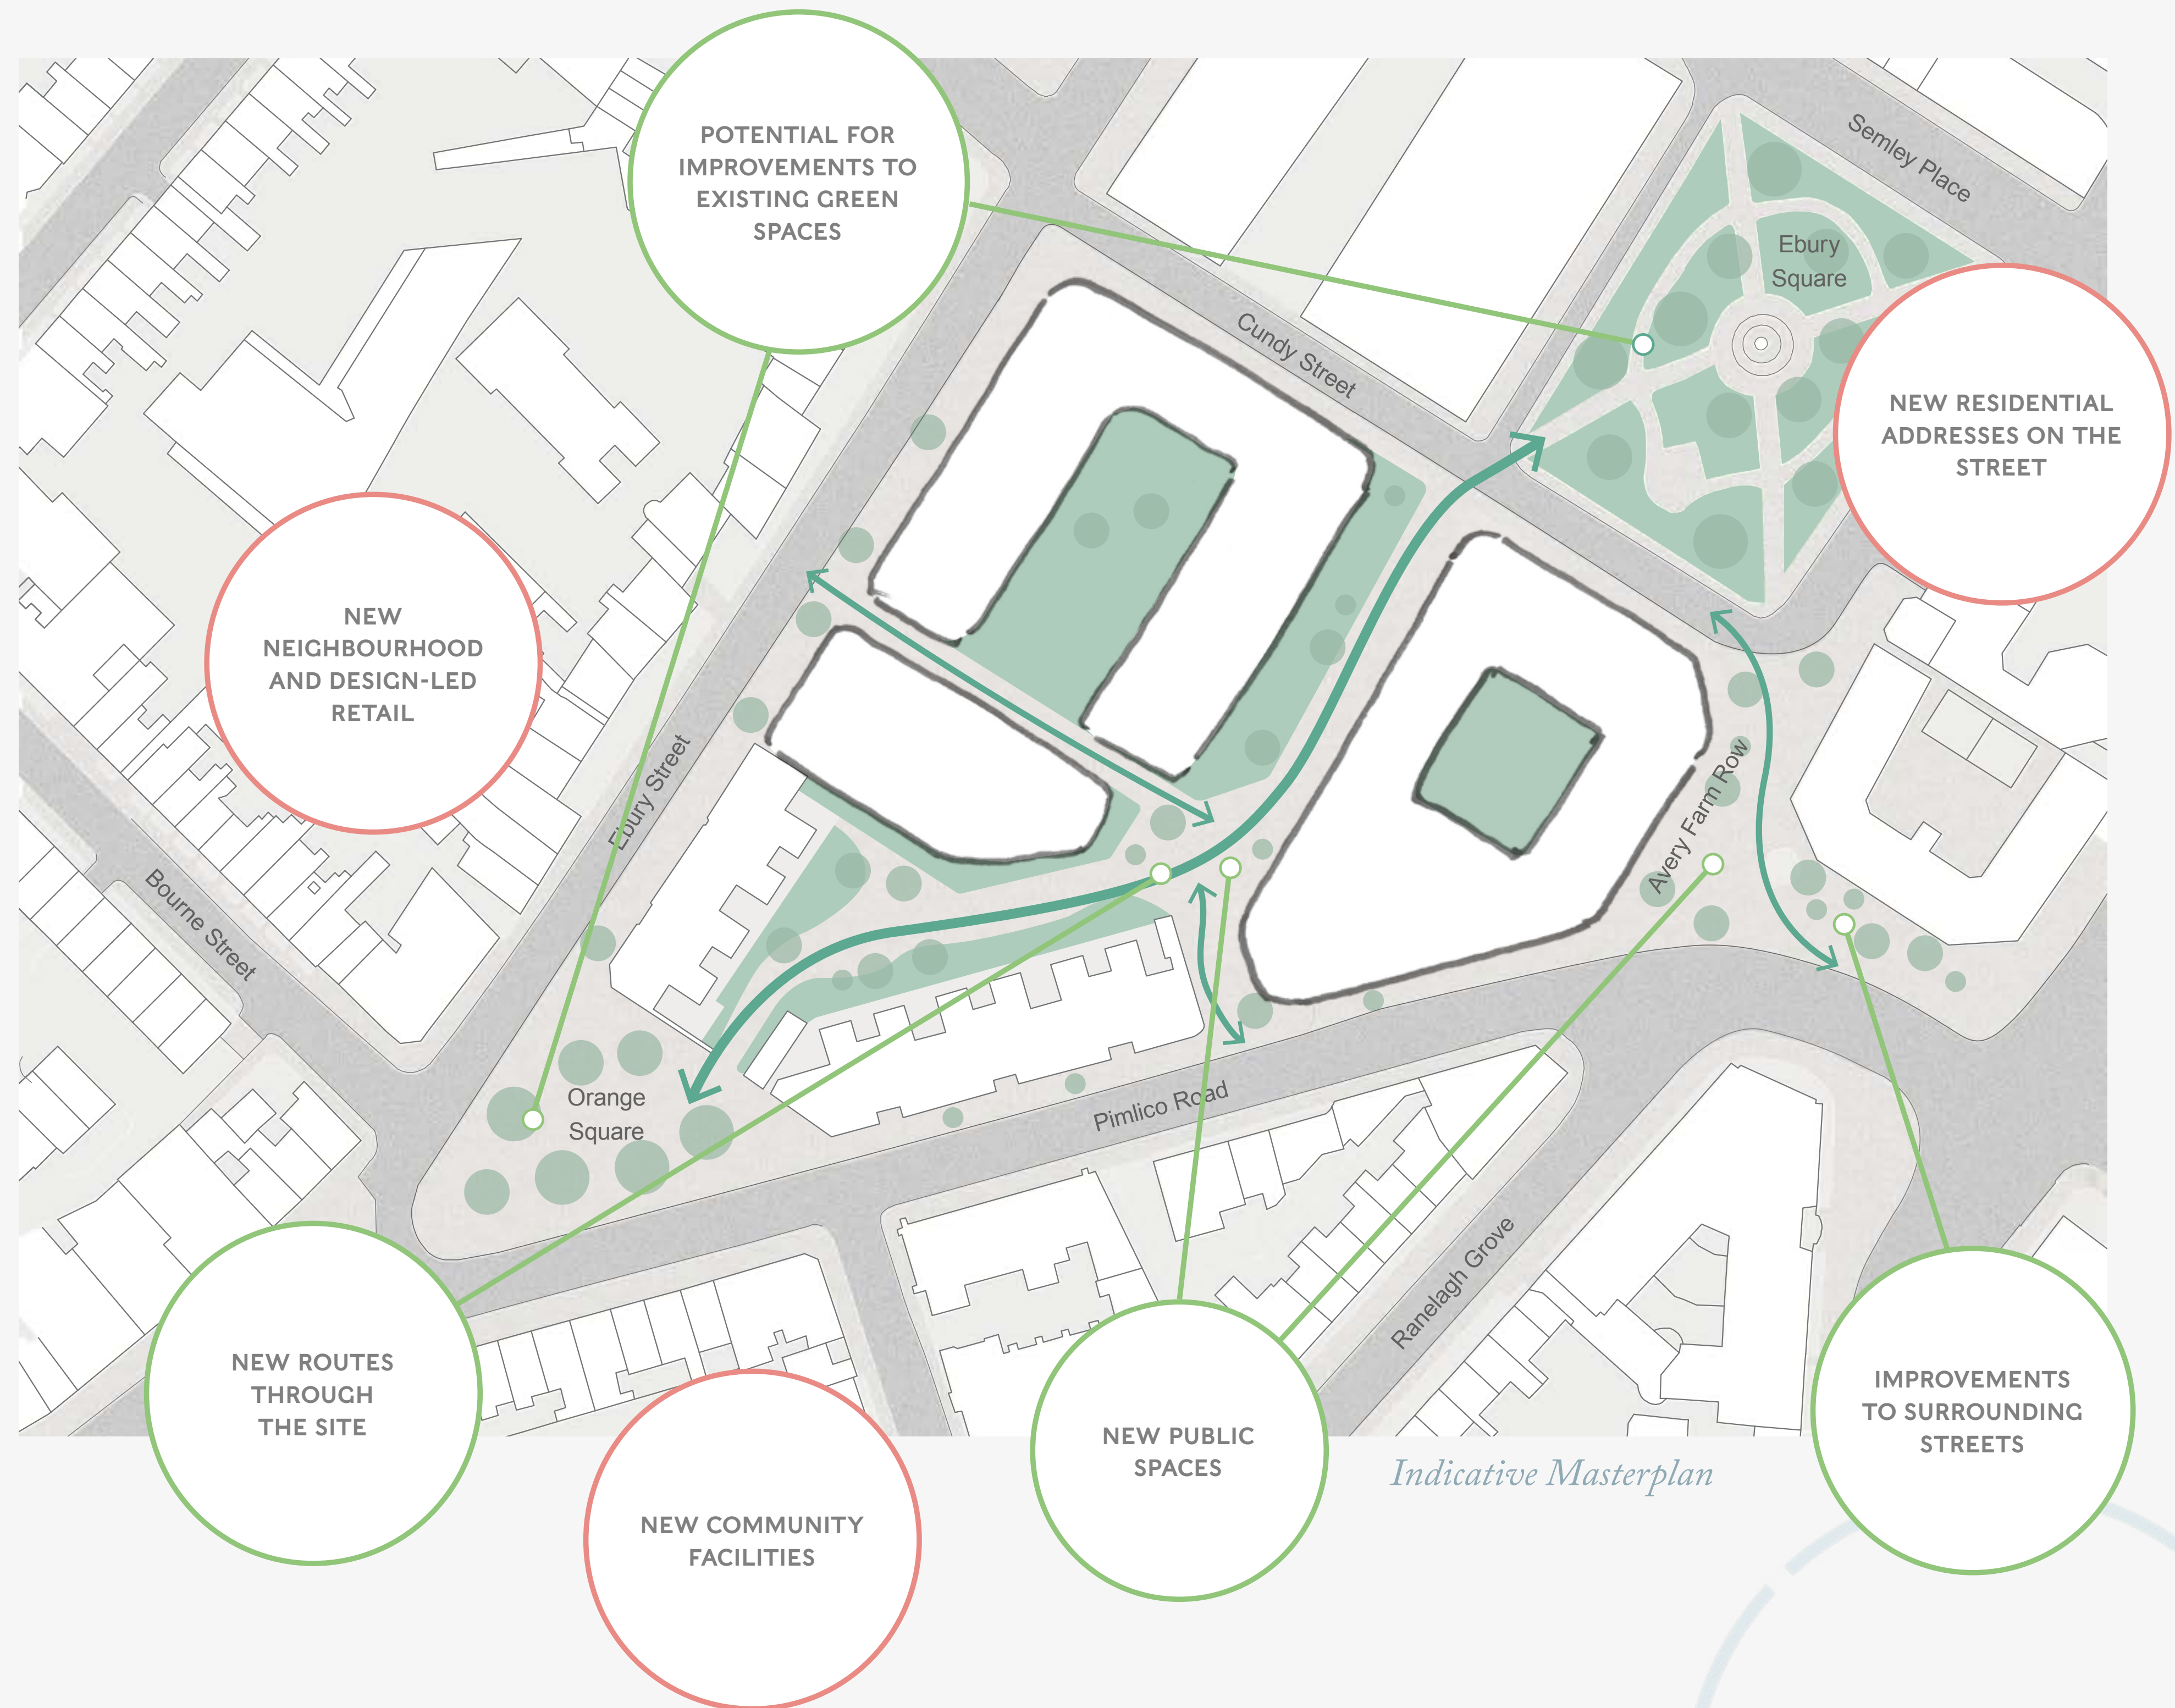 POTENTIAL FOR
IMPROVEMENTS TO
EXISTING GREEN
SPACES
Semley Place
Ebury
Square
Cundy Street
NEW RESIDENTIAL
ADDRESSES ON THE
STREET
NEW
NEIGHBOURHOOD
AND DESIGN-LED
RETAIL
Ebury Street
Avery Farm Row
Bourne Street
Orange
Square
Pimlico Road
Ranelagh Grove
NEW ROUTES
THROUGH
THE SITE
NEW COMMUNITY
FACILITIES
NEW PUBLIC
SPACES
IMPROVEMENTS
TO SURROUNDING
STREETS
Indicative Masterplan